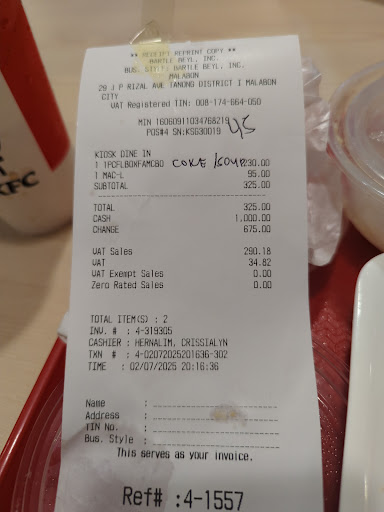 ** RECEIPT REPRINT COPY **
BARTLE BEYL, INC.
BUS. STYLE: BARTLE BEYL, INC.
MALABON
29 J P RIZAL AVE TANONG DISTRICT I MALABON
CITY
VAT Registered TIN: 008-174-664-050
MIN 16060911034768219
POS#4 SN:KSG30019
45
KIOSK DINE IN
1 1PCFLBOXFAMCBO COKE / SOUP 230.00
1 MAC-L 95.00
SUBTOTAL 325.00
TOTAL 325.00
CASH 1,000.00
CHANGE 675.00
VAT Sales 290.18
VAT 34.82
VAT Exempt Sales 0.00
Zero Rated Sales 0.00
TOTAL ITEM(S) : 2
INV. # : 4-319305
CASHIER : HERNALIM, CRISSIALYN
TXN # : 4-02072025201636-302
TIME : 02/07/2025 20:16:36
Name :
Address :
TIN No. :
Bus. Style :
This serves as your invoice.
Ref# :4-1557
KFC